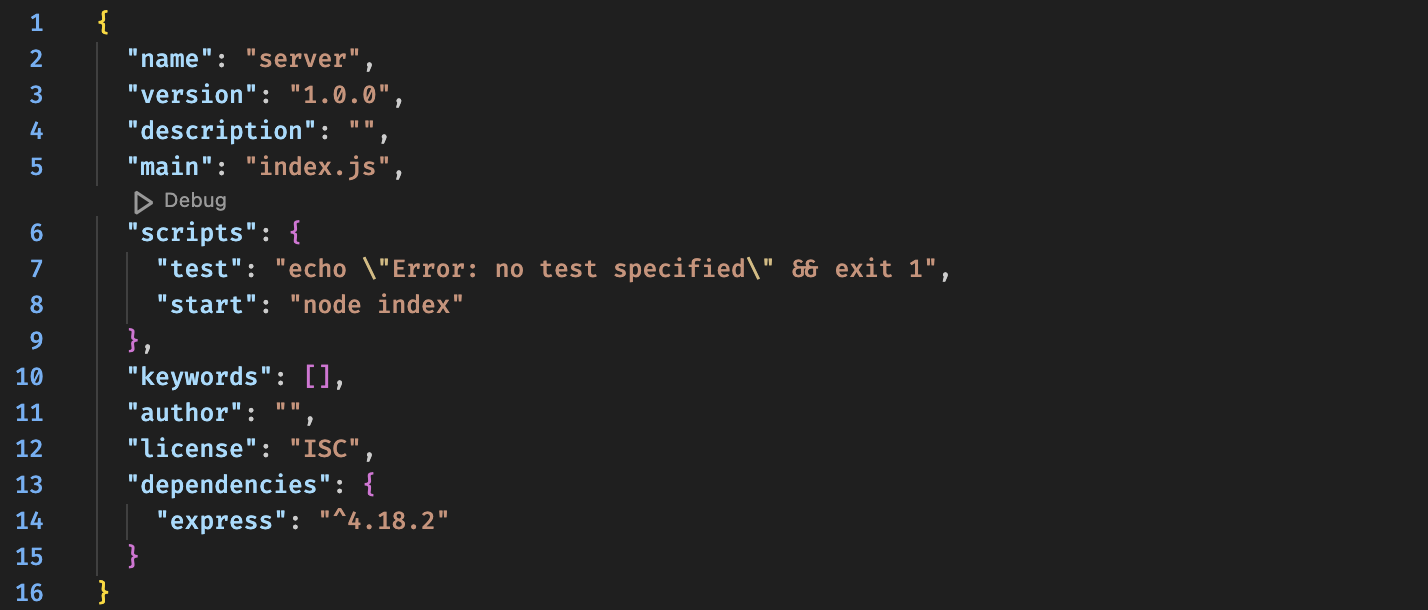 1 {
2 "name": "server",
3 "version": "1.0.0",
4 "description": "",
5 "main": "index.js",
Debug
6 "scripts": {
7 "test": "echo \"Error: no test specified\" && exit 1",
8 "start": "node index"
9 },
10 "keywords": [],
11 "author": "",
12 "license": "ISC",
13 "dependencies": {
14 "express": "^4.18.2"
15 }
16 }